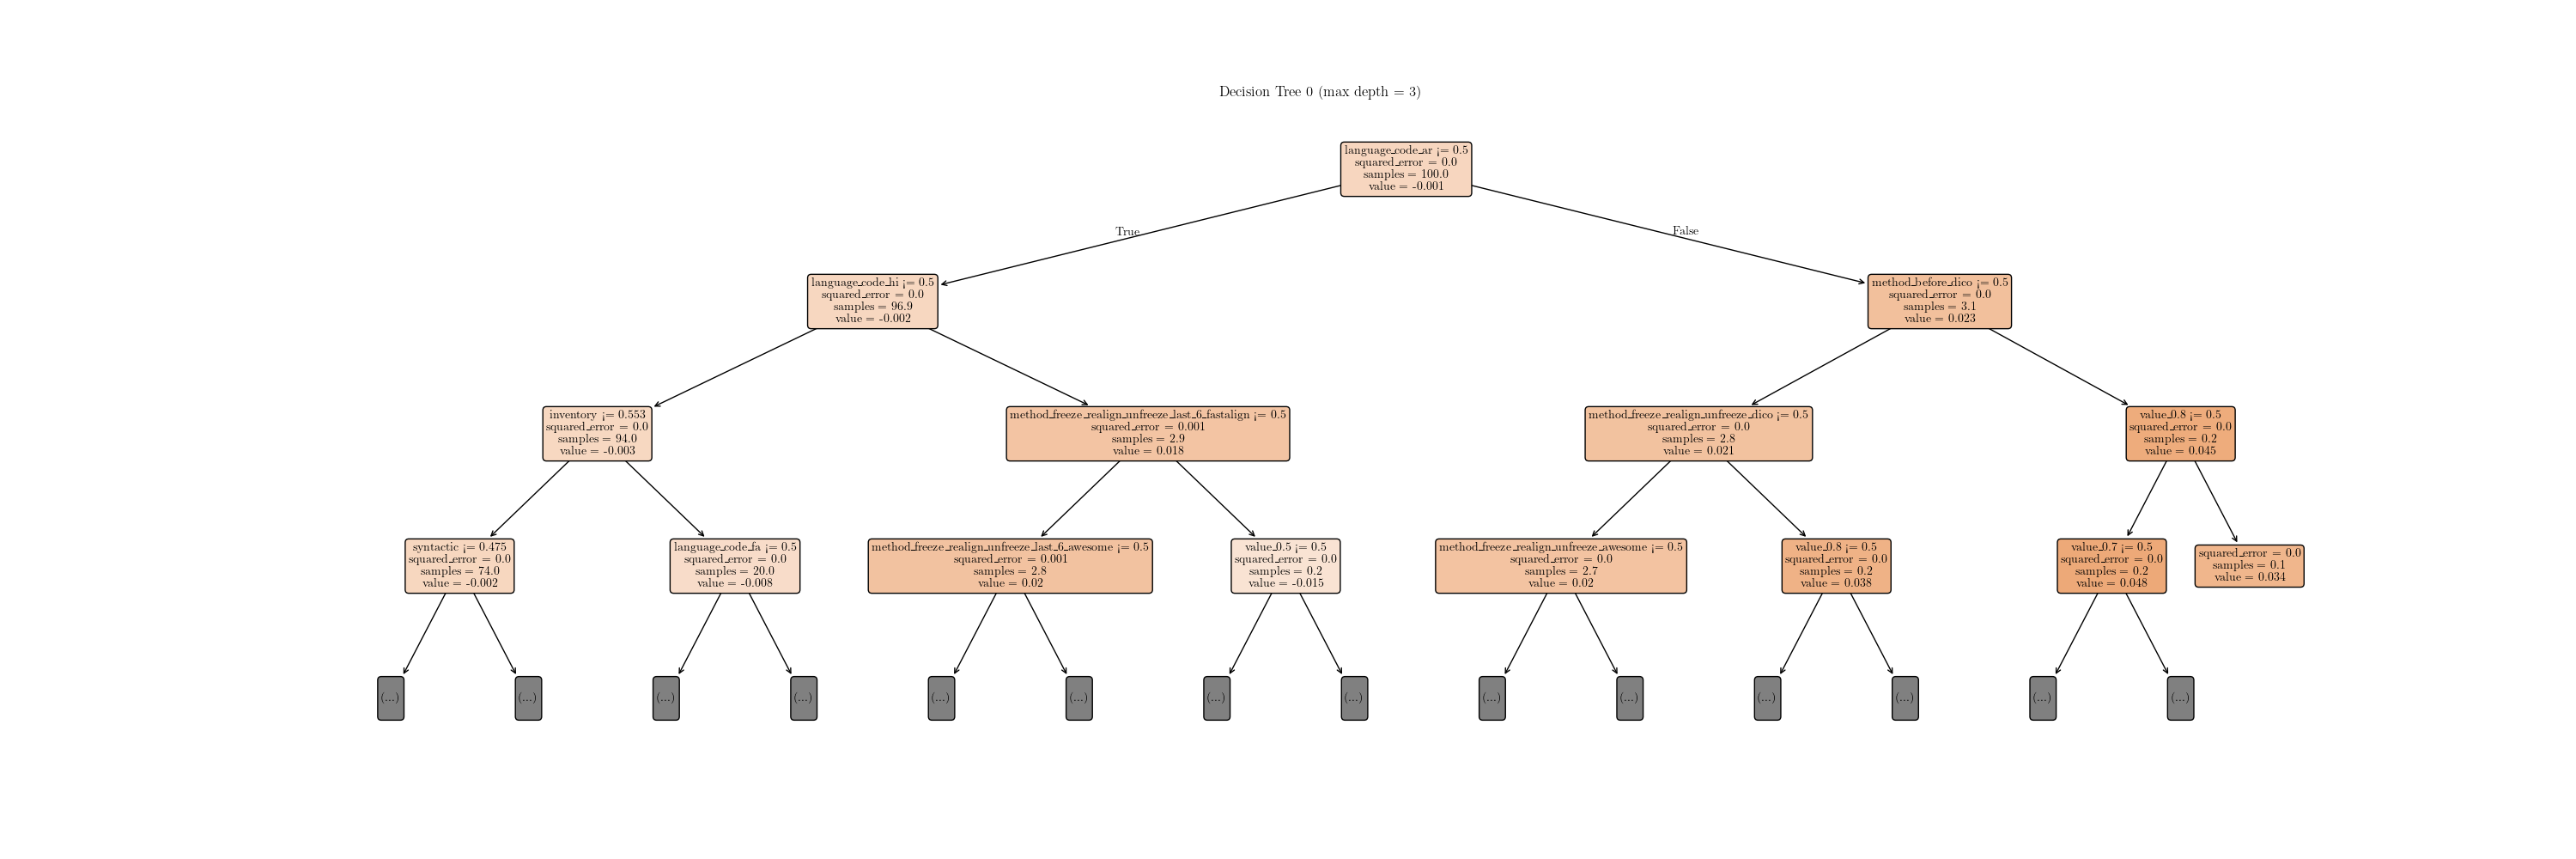 Decision Tree 0 (max depth = 3)
language_code_ar ¡= 0.5
squared_error = 0.0
samples = 100.0
value = -0.001
True
False
language_code_hi ¡= 0.5
squared_error = 0.0
samples = 96.9
value = -0.002
method_before_dico ¡= 0.5
squared_error = 0.0
samples = 3.1
value = 0.023
inventory ¡= 0.553
squared_error = 0.0
samples = 94.0
value = -0.003
method_freeze_realign_unfreeze_last_6_fastalign ¡= 0.5
squared_error = 0.001
samples = 2.9
value = 0.018
method_freeze_realign_unfreeze_dico ¡= 0.5
squared_error = 0.0
samples = 2.8
value = 0.021
value_0.8 ¡= 0.5
squared_error = 0.0
samples = 0.2
value = 0.045
syntactic ¡= 0.475
squared_error = 0.0
samples = 74.0
value = -0.002
language_code_fa ¡= 0.5
squared_error = 0.0
samples = 20.0
value = -0.008
method_freeze_realign_unfreeze_last_6_awesome ¡= 0.5
squared_error = 0.001
samples = 2.8
value = 0.02
value_0.5 ¡= 0.5
squared_error = 0.0
samples = 0.2
value = -0.015
method_freeze_realign_unfreeze_awesome ¡= 0.5
squared_error = 0.0
samples = 2.7
value = 0.02
value_0.8 ¡= 0.5
squared_error = 0.0
samples = 0.2
value = 0.038
value_0.7 ¡= 0.5
squared_error = 0.0
samples = 0.2
value = 0.048
squared_error = 0.0
samples = 0.1
value = 0.034
(...)
(...)
(...)
(...)
(...)
(...)
(...)
(...)
(...)
(...)
(...)
(...)
(...)
(...)